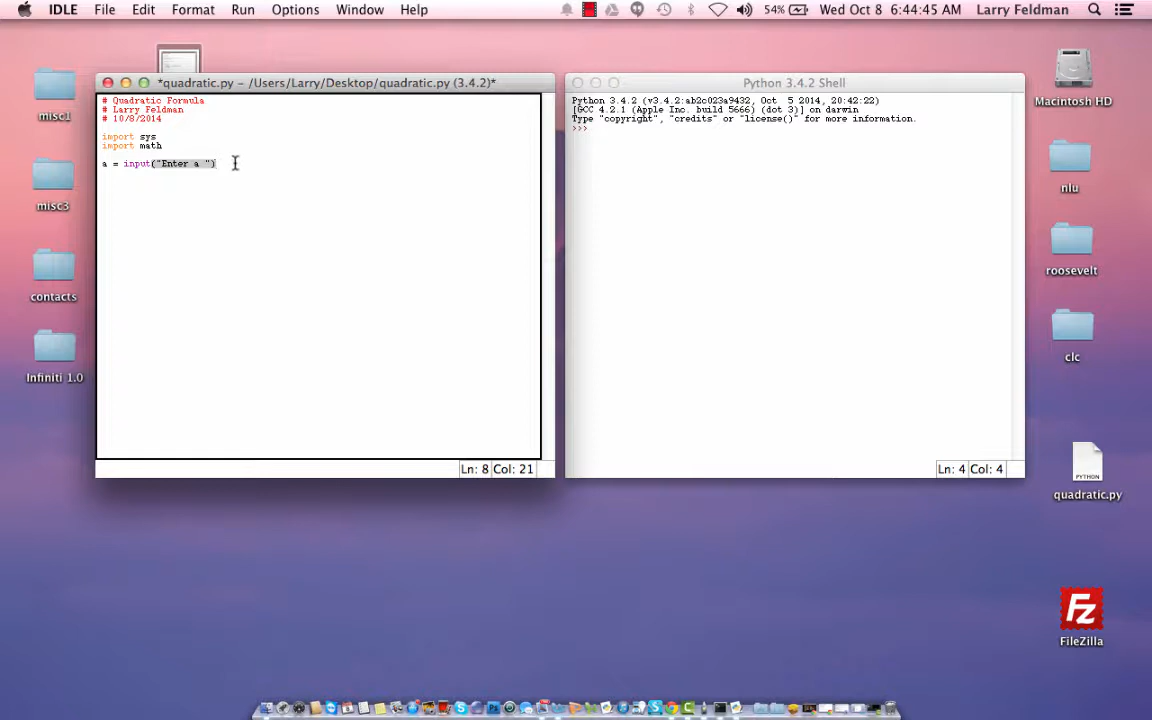 IDLE File Edit Format Run Options Window Help 54% Wed Oct 8 6:44:45 AM Larry Feldman
misc1
misc3
contacts
Infiniti 1.0
*quadratic.py - /Users/Larry/Desktop/quadratic.py (3.4.2)*
# Quadratic Formula
# Larry Feldman
# 10/8/2014
import sys
import math
a = input("Enter a ")
Ln: 8 Col: 21
Python 3.4.2 Shell
Python 3.4.2 (v3.4.2:ab2c023a9432, Oct  5 2014, 20:42:22)
[GCC 4.2.1 (Apple Inc. build 5666) (dot 3)] on darwin
Type "copyright", "credits" or "license()" for more information.
>>>
Ln: 4 Col: 4
Macintosh HD
nlu
roosevelt
clc
PYTHON
quadratic.py
Fz
FileZilla